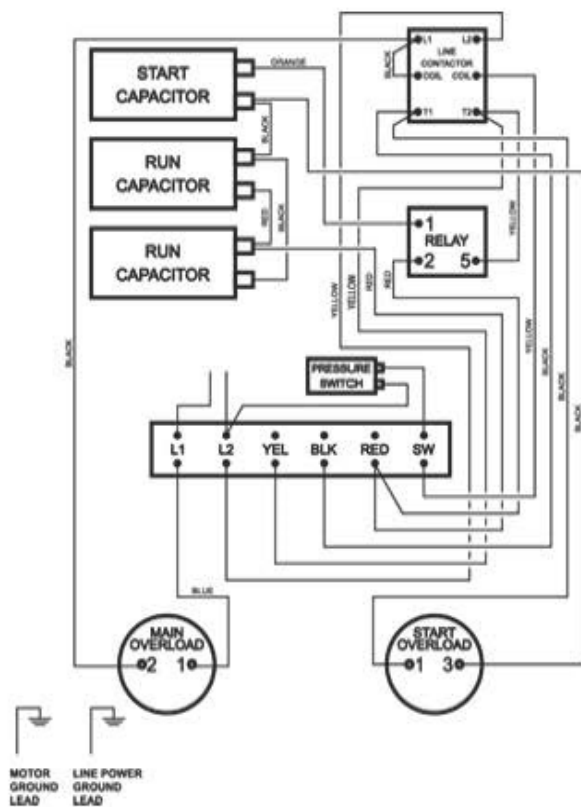 L1 L2
LINE
CONTACTOR
COIL COIL
T1 T2
BLACK
ORANGE
START
CAPACITOR
BLACK
RUN
CAPACITOR
RED
BLACK
RUN
CAPACITOR
1
RELAY
2 5
YELLOW
YELLOW
YELLOW
RED
RED
YELLOW
BLACK
BLACK
BLACK
BLACK
PRESSURE
SWITCH
L1 L2 YEL BLK RED SW
BLUE
MAIN
OVERLOAD
2 1
START
OVERLOAD
1 3
MOTOR
GROUND
LEAD
LINE POWER
GROUND
LEAD